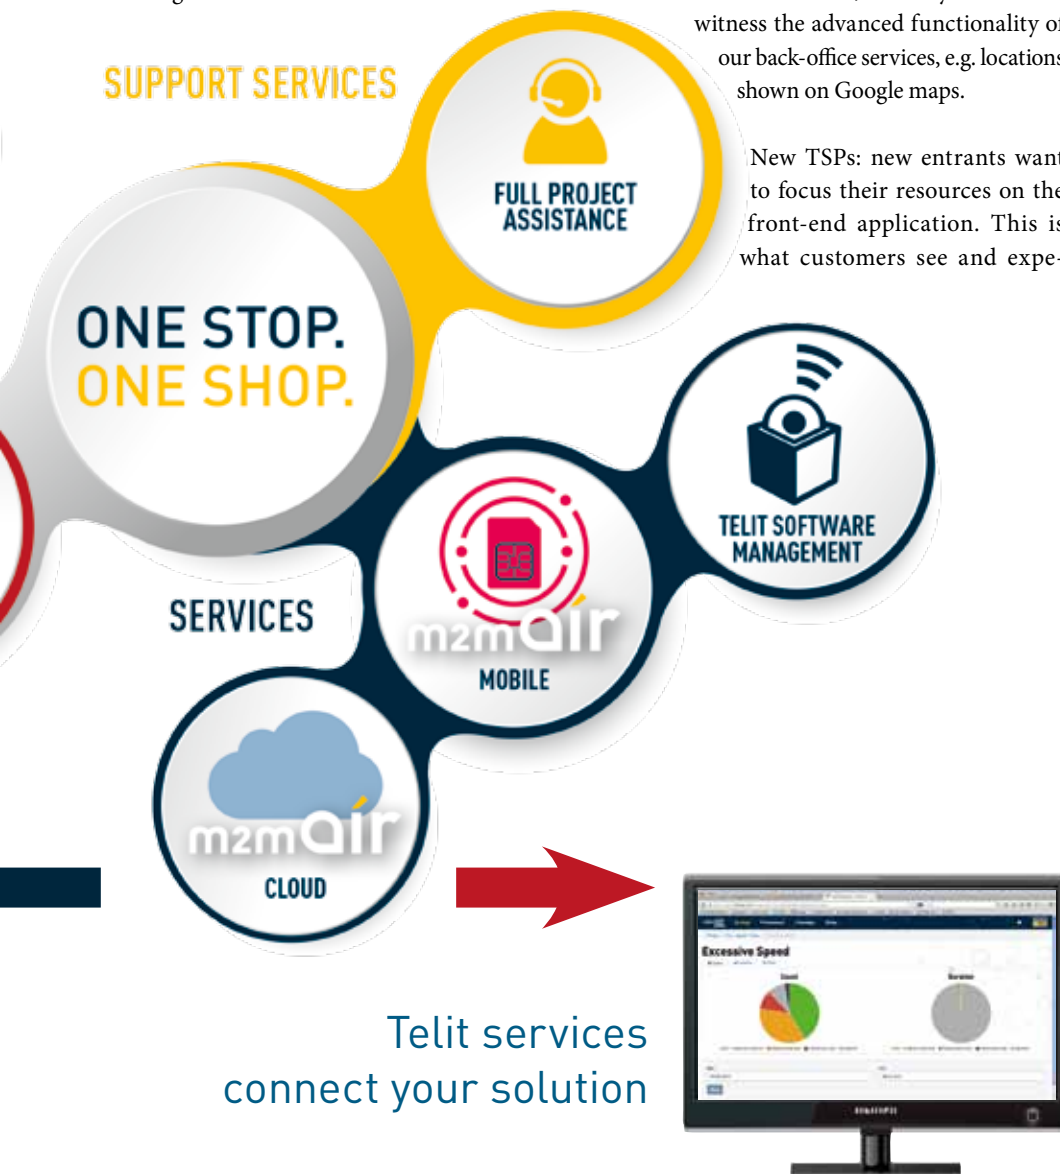 witness the advanced functionality of
our back-office services, e.g. locations
shown on Google maps.
New TSPs: new entrants want
to focus their resources on the
front-end application. This is
what customers see and expe-
SUPPORT SERVICES
FULL PROJECT
ASSISTANCE
ONE STOP.
ONE SHOP.
TELIT SOFTWARE
MANAGEMENT
SERVICES
m2mair
MOBILE
m2mair
CLOUD
Telit services
connect your solution
Excessive Speed
Count
Duration